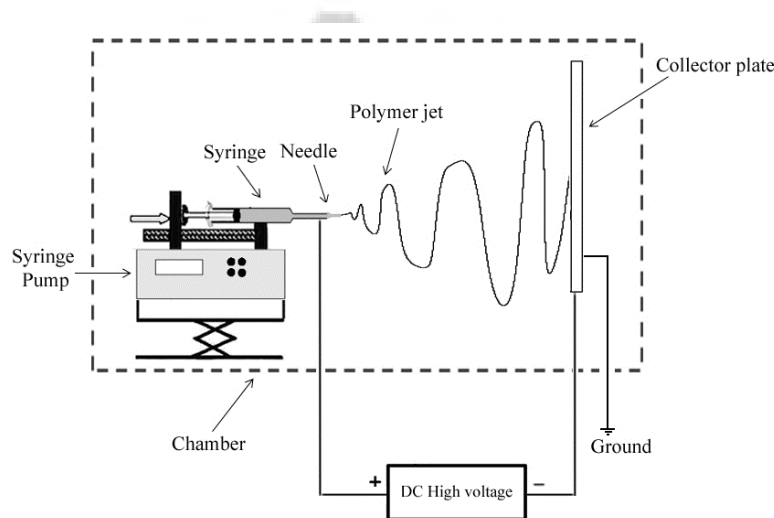 Collector plate
Polymer jet
Syringe
Needle
Syringe
Pump
Chamber
Ground
+
DC High voltage
−